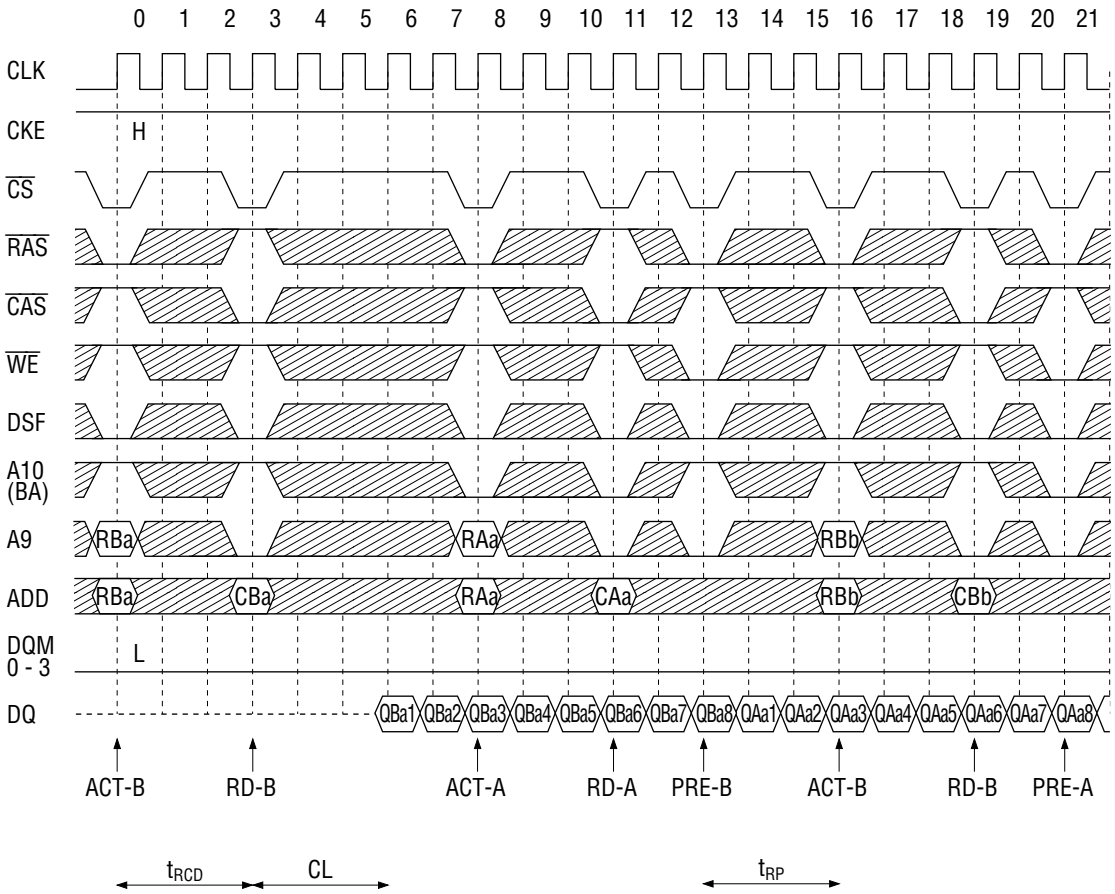 0 1 2 3 4 5 6 7 8 9 10 11 12 13 14 15 16 17 18 19 20 21
CLK
CKE H
CS
RAS
CAS
WE
DSF
A10
(BA)
A9 RBa RAa RBb
ADD RBa CBa RAa CAa RBb CBb
DQM
0 - 3 L
DQ QBa1 QBa2 QBa3 QBa4 QBa5 QBa6 QBa7 QBa8 QAa1 QAa2 QAa3 QAa4 QAa5 QAa6 QAa7 QAa8
ACT-B RD-B ACT-A RD-A PRE-B ACT-B RD-B PRE-A
tRCD CL tRP